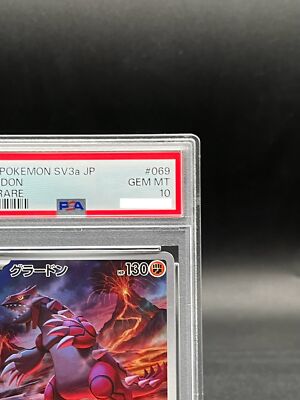 POKEMON SV3a JP #069
DON GEM MT
RARE PSA 10
グラードン HP 130